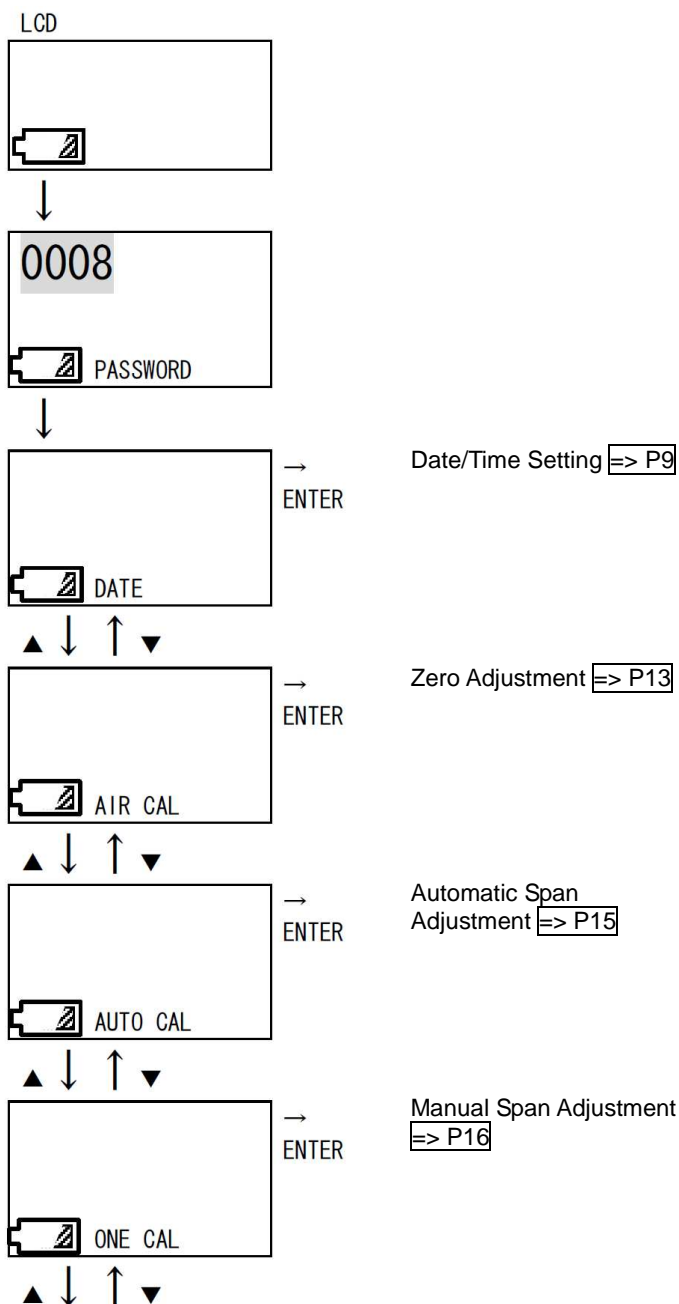 LCD
↓
0008
PASSWORD
↓
→
ENTER
Date/Time Setting => P9
DATE
▲ ↓ ↑ ▼
→
ENTER
Zero Adjustment => P13
AIR CAL
▲ ↓ ↑ ▼
→
ENTER
Automatic Span
Adjustment => P15
AUTO CAL
▲ ↓ ↑ ▼
→
ENTER
Manual Span Adjustment
=> P16
ONE CAL
▲ ↓ ↑ ▼